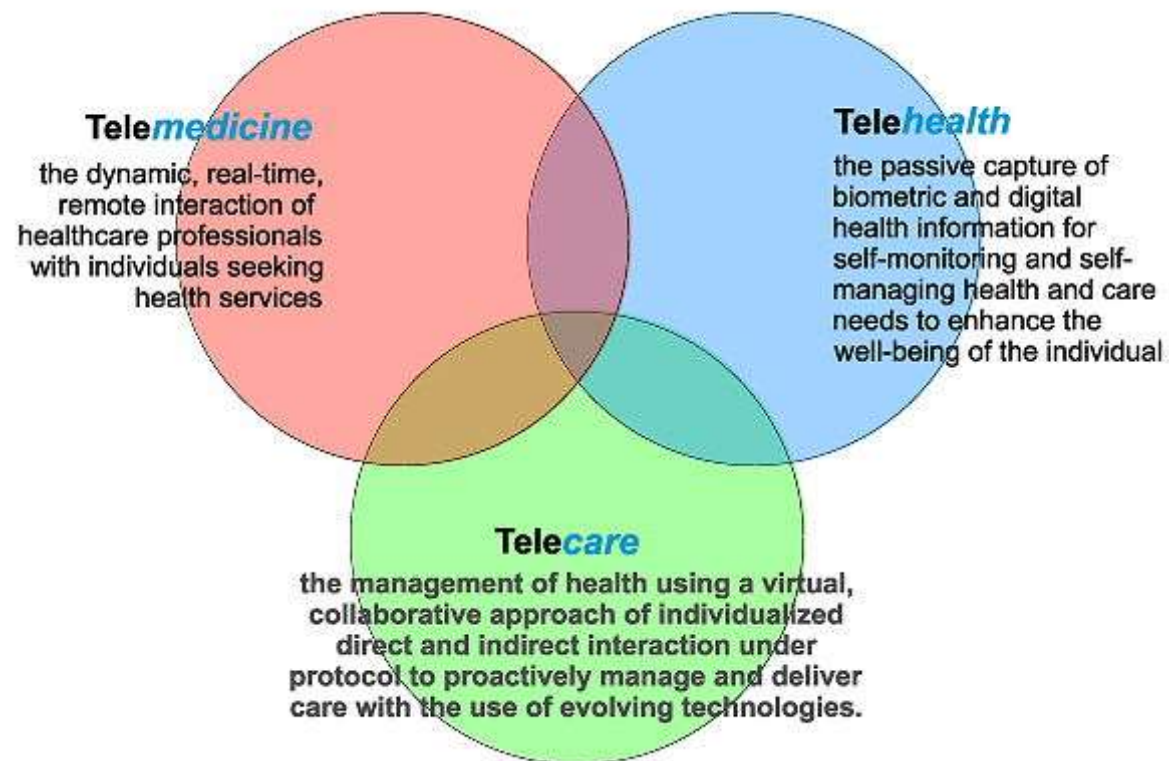 Telemedicine
the dynamic, real-time,
remote interaction of
healthcare professionals
with individuals seeking
health services
Telehealth
the passive capture of
biometric and digital
health information for
self-monitoring and self-
managing health and care
needs to enhance the
well-being of the individual
Telecare
the management of health using a virtual,
collaborative approach of individualized
direct and indirect interaction under
protocol to proactively manage and deliver
care with the use of evolving technologies.